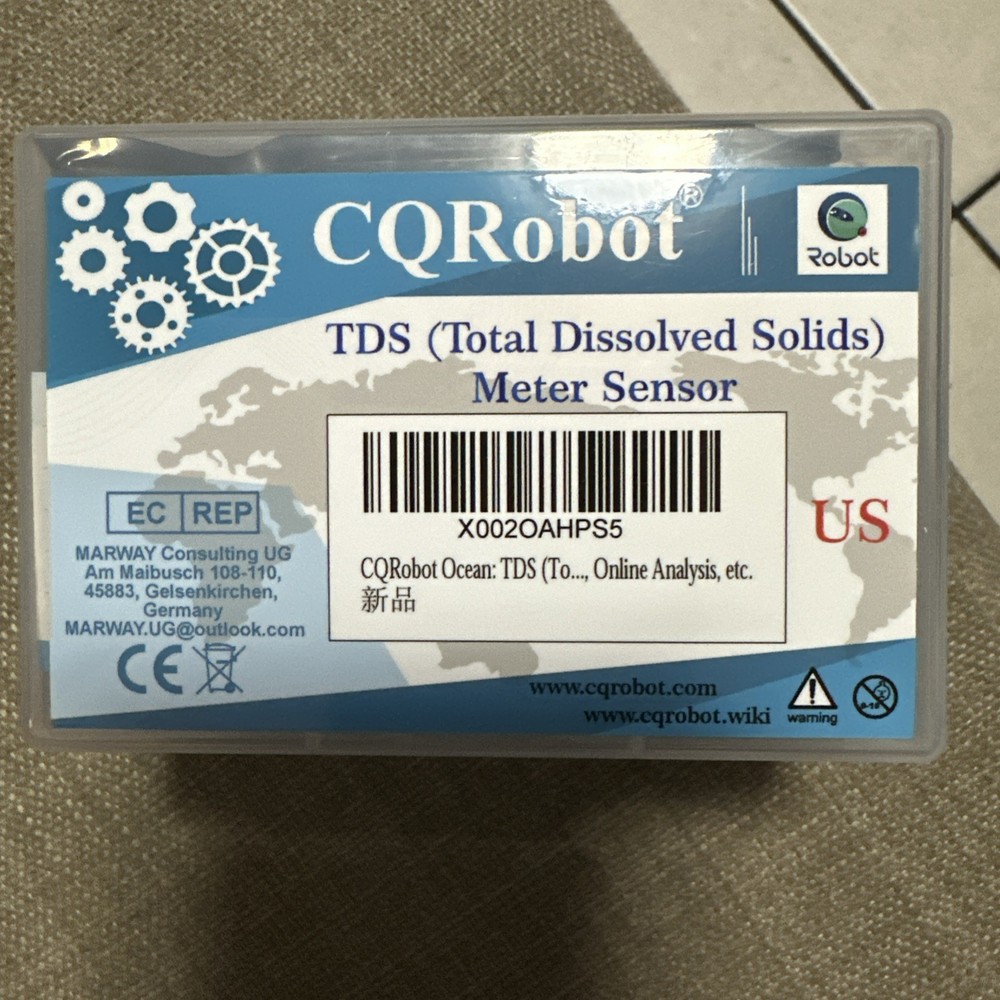 CQRobot®
Robot
TDS (Total Dissolved Solids)
Meter Sensor
X002OAHPS5
CQRobot Ocean: TDS (To..., Online Analysis, etc.
新品
US
EC REP
MARWAY Consulting UG
Am Maibusch 108-110,
45883, Gelsenkirchen,
Germany
MARWAY.UG@outlook.com
CE
www.cqrobot.com
www.cqrobot.wiki
warning